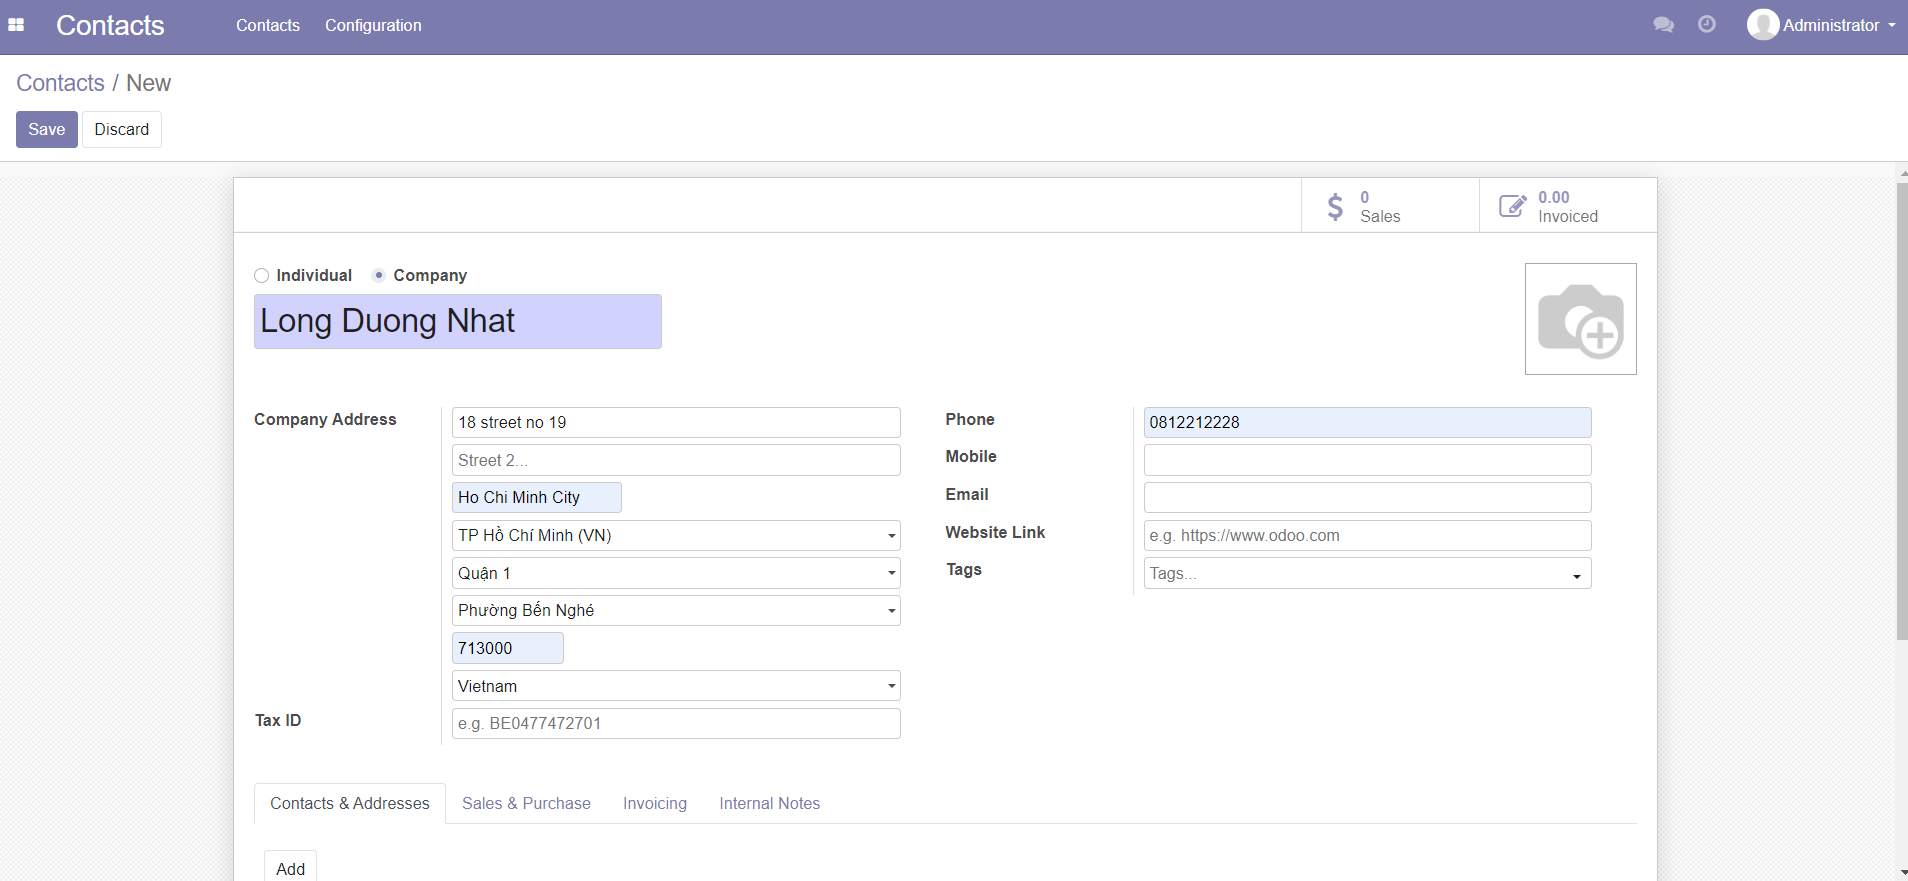 Contacts Contacts Configuration Administrator
Contacts / New
Save Discard
0
Sales
0.00
Invoiced
Individual Company
Long Duong Nhat
Company Address 18 street no 19
Street 2...
Ho Chi Minh City
TP Hồ Chí Minh (VN)
Quận 1
Phường Bến Nghé
713000
Vietnam
Tax ID e.g. BE0477472701
Phone 0812212228
Mobile
Email
Website Link e.g. https://www.odoo.com
Tags Tags...
Contacts & Addresses Sales & Purchase Invoicing Internal Notes
Add